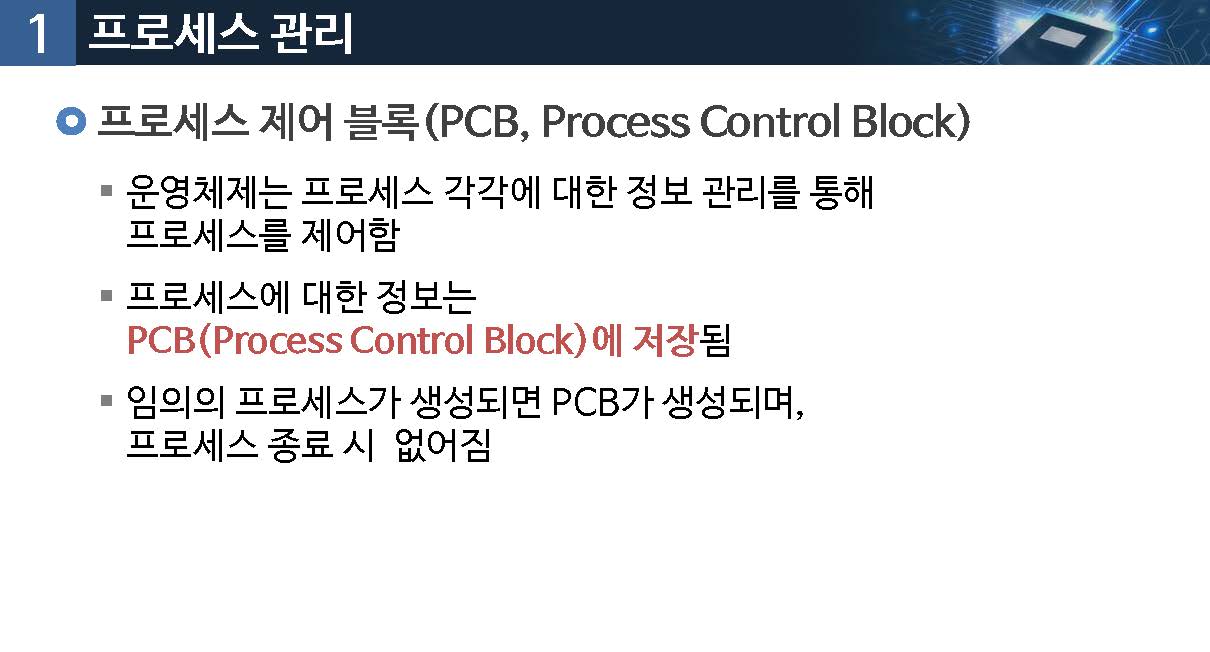 1 프로세스 관리
프로세스 제어 블록(PCB, Process Control Block)
운영체제는 프로세스 각각에 대한 정보 관리를 통해
프로세스를 제어함
프로세스에 대한 정보는
PCB(Process Control Block)에 저장됨
임의의 프로세스가 생성되면 PCB가 생성되며,
프로세스 종료 시 없어짐